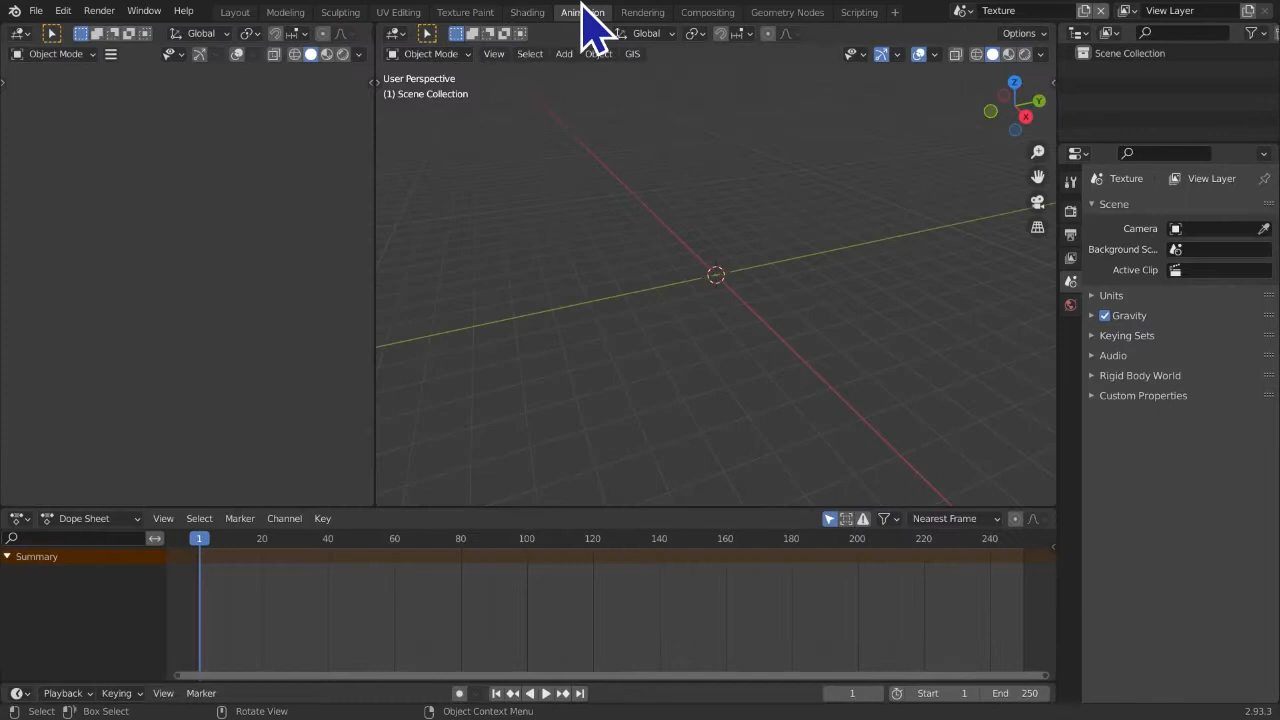 File Edit Render Window Help Layout Modeling Sculpting UV Editing Texture Paint Shading Animation Rendering Compositing Geometry Nodes Scripting + Texture View Layer
Global Global Options
Object Mode Object Mode View Select Add Object GIS
Scene Collection
User Perspective
(1) Scene Collection
Z
Y
X
Texture View Layer
Scene
Camera
Background Sc...
Active Clip
Units
Gravity
Keying Sets
Audio
Rigid Body World
Custom Properties
Dope Sheet View Select Marker Channel Key Nearest Frame
1 20 40 60 80 100 120 140 160 180 200 220 240
Summary
Playback Keying View Marker 1 Start 1 End 250
Select Box Select Rotate View Object Context Menu 2.93.3